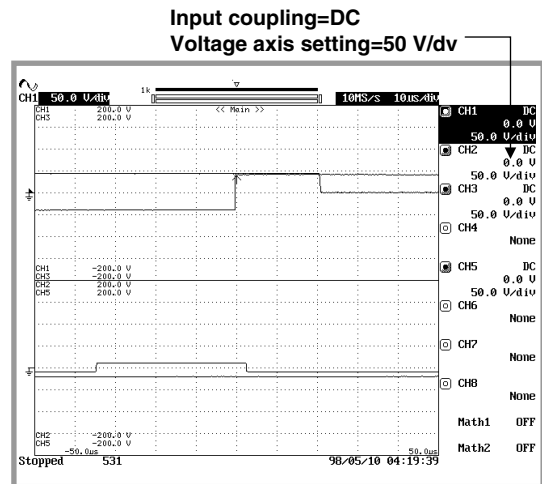 Input coupling=DC
Voltage axis setting=50 V/dv
CH1 50.0 V/div
1k
10MS/s 10us/div
CH1 200.0 V
CH3 200.0 V
<< Main >>
CH1 DC
0.0 V
50.0 V/div
CH2 DC
0.0 V
50.0 V/div
CH3 DC
0.0 V
50.0 V/div
CH4
None
CH1 -200.0 V
CH3 -200.0 V
CH2 200.0 V
CH5 200.0 V
CH5 DC
0.0 V
50.0 V/div
CH6
None
CH7
None
CH8
None
Math1 OFF
CH2 -200.0 V
CH5 -200.0 V
-50.0us
50.0us
Math2 OFF
Stopped 531
98/05/10 04:19:39